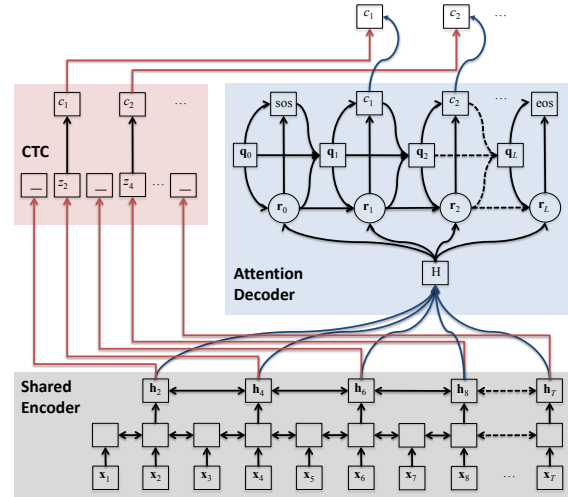 c1 c2 ...
c1 c2 ...
sos c1 c2 ... eos
CTC
q0 q1 q2 qL
_ z2 _ z4 ... _
r0 r1 r2 rL
H
Attention
Decoder
Shared
Encoder
h2 h4 h6 h8 hT
x1 x2 x3 x4 x5 x6 x7 x8 ... xT